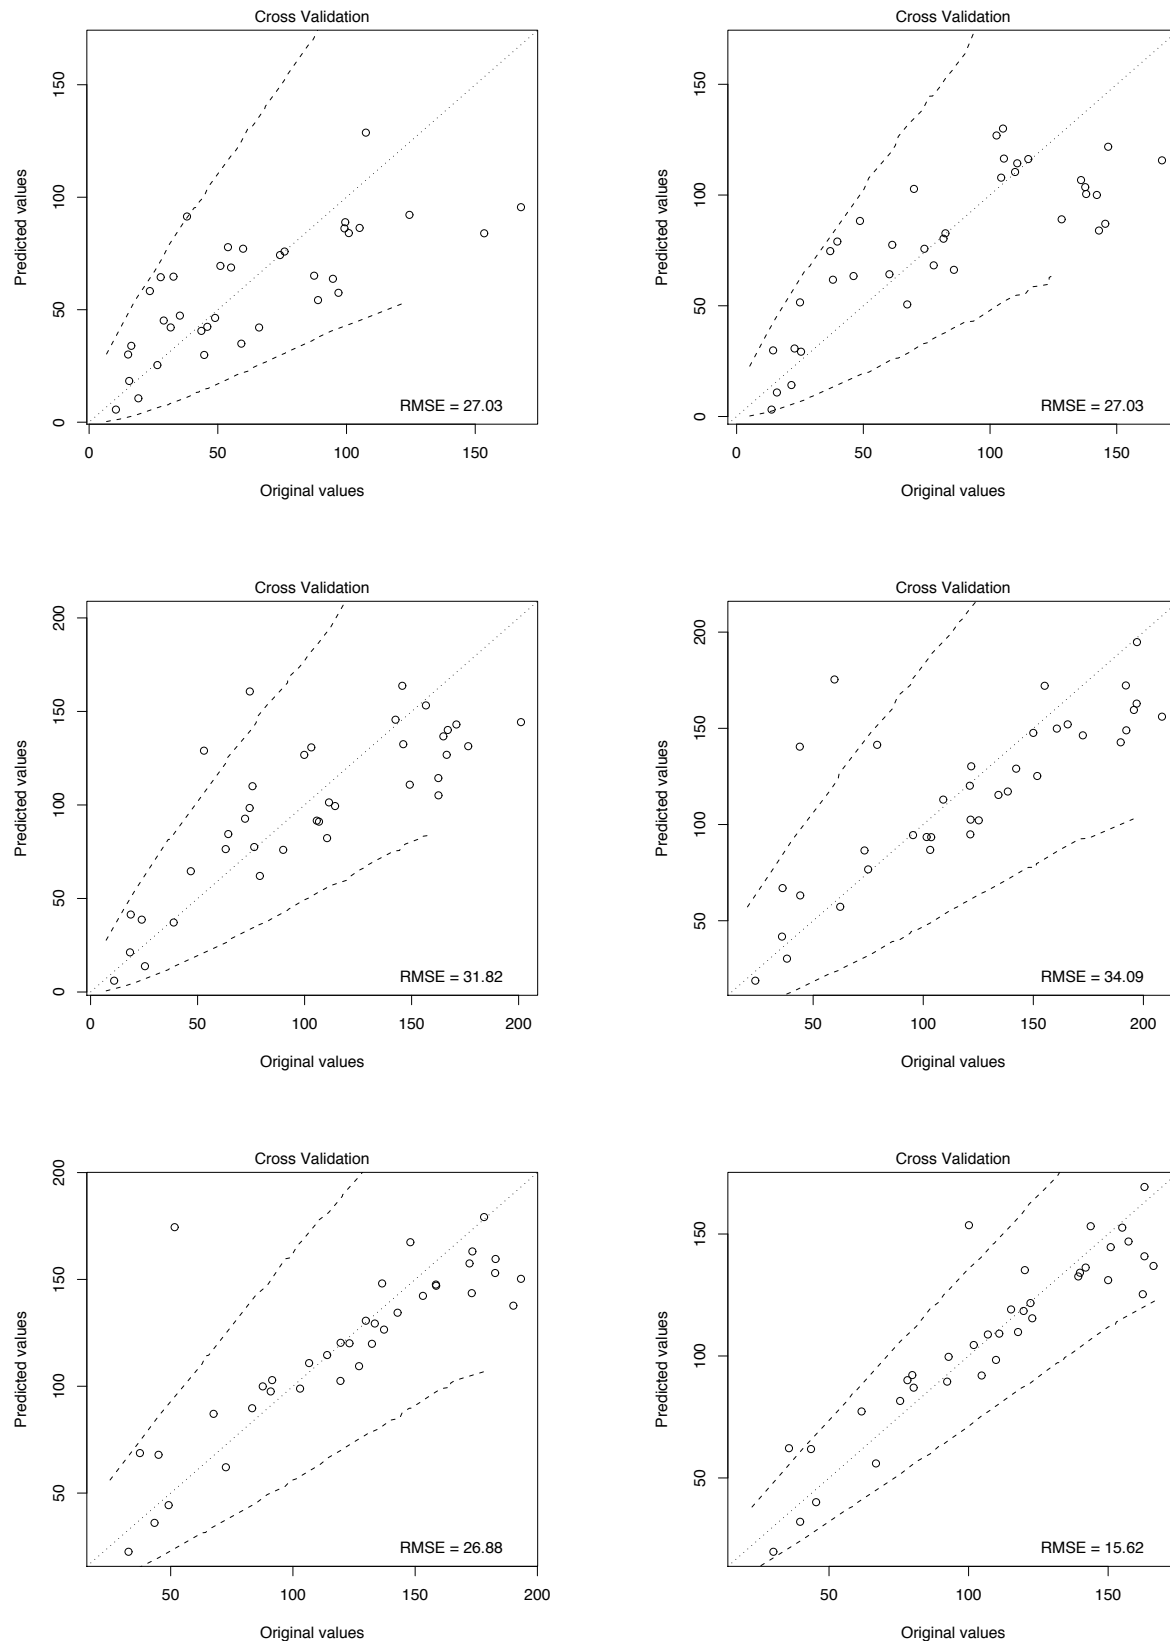 Cross Validation
Predicted values
0 50 100 150
RMSE = 27.03
0 50 100 150
Original values
Cross Validation
Predicted values
0 50 100 150
RMSE = 27.03
0 50 100 150
Original values
Cross Validation
Predicted values
0 50 100 150 200
RMSE = 31.82
0 50 100 150 200
Original values
Cross Validation
Predicted values
50 100 150 200
RMSE = 34.09
50 100 150 200
Original values
Cross Validation
Predicted values
50 100 150 200
RMSE = 26.88
50 100 150 200
Original values
Cross Validation
Predicted values
50 100 150
RMSE = 15.62
50 100 150
Original values